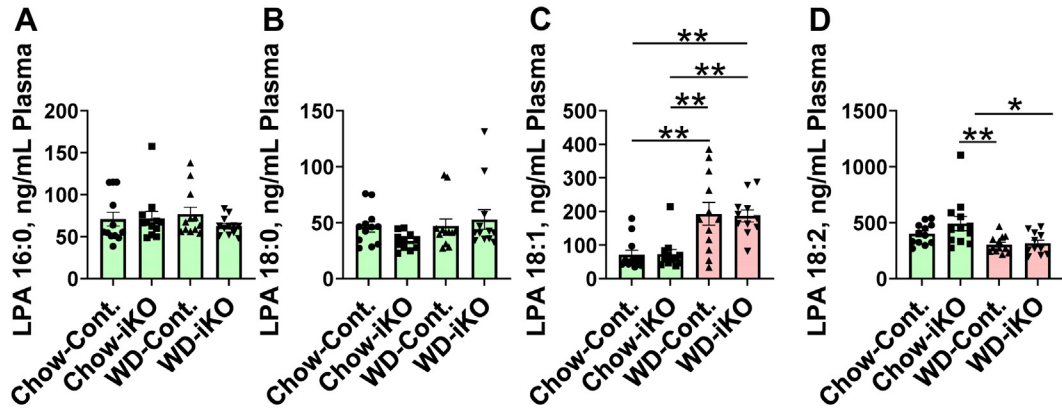 A
LPA 16:0, ng/mL Plasma
200
150
100
50
0
Chow-Cont.
Chow-iKO
WD-Cont.
WD-iKO
B
LPA 18:0, ng/mL Plasma
150
100
50
0
Chow-Cont.
Chow-iKO
WD-Cont.
WD-iKO
C
LPA 18:1, ng/mL Plasma
500
400
300
200
100
0
**
**
**
**
Chow-Cont.
Chow-iKO
WD-Cont.
WD-iKO
D
LPA 18:2, ng/mL Plasma
1500
1000
500
0
*
**
Chow-Cont.
Chow-iKO
WD-Cont.
WD-iKO